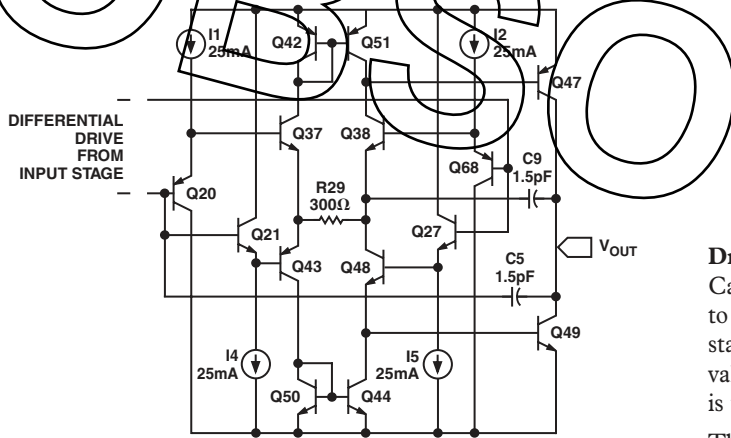 I1
25mA
Q42
Q51
I2
25mA
Q47
DIFFERENTIAL
DRIVE
FROM
INPUT STAGE
Q37
Q38
Q68
C9
1.5pF
Q20
R29
300Ω
Q21
Q27
VOUT
Q43
Q48
C5
1.5pF
Q49
I4
25mA
I5
25mA
Q50
Q44
Dr
Ca
to
sta
va
is